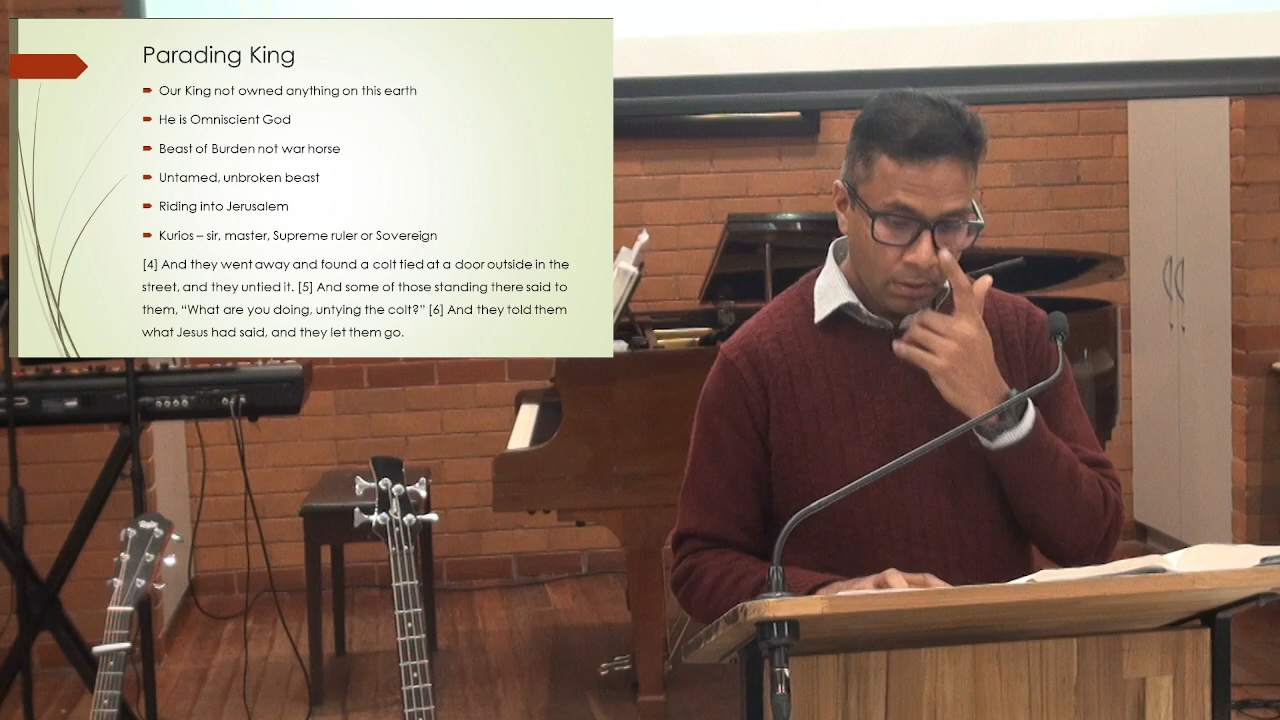 Parading King
Our King not owned anything on this earth
He is Omniscient God
Beast of Burden not war horse
Untamed, unbroken beast
Riding into Jerusalem
Kurios – sir, master, Supreme ruler or Sovereign
[4] And they went away and found a colt tied at a door outside in the
street, and they untied it. [5] And some of those standing there said to
them, “What are you doing, untying the colt?” [6] And they told them
what Jesus had said, and they let them go.